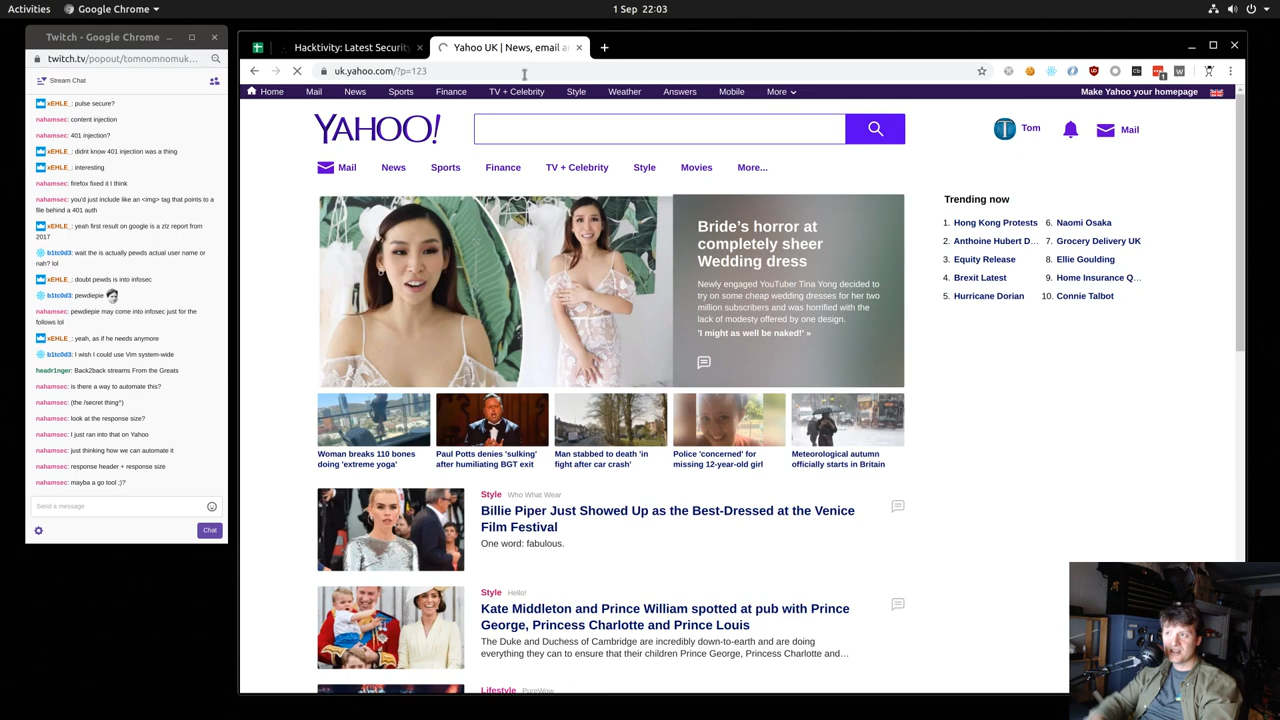 Activities
Google Chrome
1 Sep 22:03
Twitch - Google Chrome
twitch.tv/popout/tomnomnomuk...
Stream Chat
xEHLE_: pulse secure?
nahamsec: content injection
nahamsec: 401 injection?
xEHLE_: didnt know 401 injection was a thing
xEHLE_: interesting
nahamsec: firefox fixed it I think
nahamsec: you'd just include like an <img> tag that points to a
file behind a 401 auth
xEHLE_: yeah first result on google is a zlz report from
2017
b1tc0d3: wait the is actually pewds actual user name or
nah? lol
xEHLE_: doubt pewds is into infosec
b1tc0d3: pewdiepie
nahamsec: pewdiepie may come into infosec just for the
follows lol
xEHLE_: yeah, as if he needs anymore
b1tc0d3: I wish I could use Vim system-wide
headr1nger: Back2back streams From the Greats
nahamsec: is there a way to automate this?
nahamsec: (the /secret thing^)
nahamsec: look at the response size?
nahamsec: I just ran into that on Yahoo
nahamsec: just thinking how we can automate it
nahamsec: response header + response size
nahamsec: mayba a go tool ;)?
Send a message
Chat
Hacktivity: Latest Securit
Yahoo UK | News, email a
uk.yahoo.com/?p=123
Home Mail News Sports Finance TV + Celebrity Style Weather Answers Mobile More
Make Yahoo your homepage
YAHOO!
Tom
Mail
Mail News Sports Finance TV + Celebrity Style Movies More...
Bride's horror at
completely sheer
Wedding dress
Newly engaged YouTuber Tina Yong decided to
try on some cheap wedding dresses for her two
million subscribers and was horrified with the
lack of modesty offered by one design.
'I might as well be naked!' »
Trending now
1. Hong Kong Protests
2. Anthoine Hubert D...
3. Equity Release
4. Brexit Latest
5. Hurricane Dorian
6. Naomi Osaka
7. Grocery Delivery UK
8. Ellie Goulding
9. Home Insurance Q...
10. Connie Talbot
Woman breaks 110 bones
doing 'extreme yoga'
Paul Potts denies 'sulking'
after humiliating BGT exit
Man stabbed to death 'in
fight after car crash'
Police 'concerned' for
missing 12-year-old girl
Meteorological autumn
officially starts in Britain
Style Who What Wear
Billie Piper Just Showed Up as the Best-Dressed at the Venice
Film Festival
One word: fabulous.
Style Hello!
Kate Middleton and Prince William spotted at pub with Prince
George, Princess Charlotte and Prince Louis
The Duke and Duchess of Cambridge are incredibly down-to-earth and are doing
everything they can to ensure that their children Prince George, Princess Charlotte and...
Lifestyle PureWow